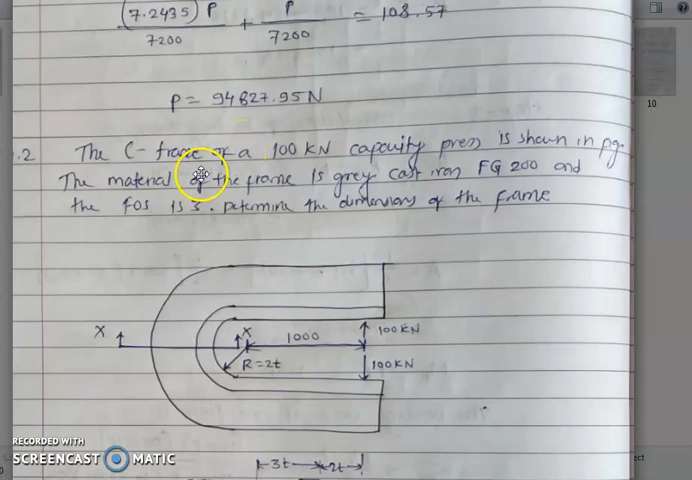 (7.2435) P / 7200 + P / 7200 = 108.57
P = 94827.95 N
.2 The C-frame of a 100 KN capacity press is shown in fig.
The material of the frame is grey cast iron FG 200 and
the fos is 3. Determine the dimensions of the frame
X X 1000 100 KN
R=2t 100 KN
3t 2t
RECORDED WITH
SCREENCAST MATIC
10
ect